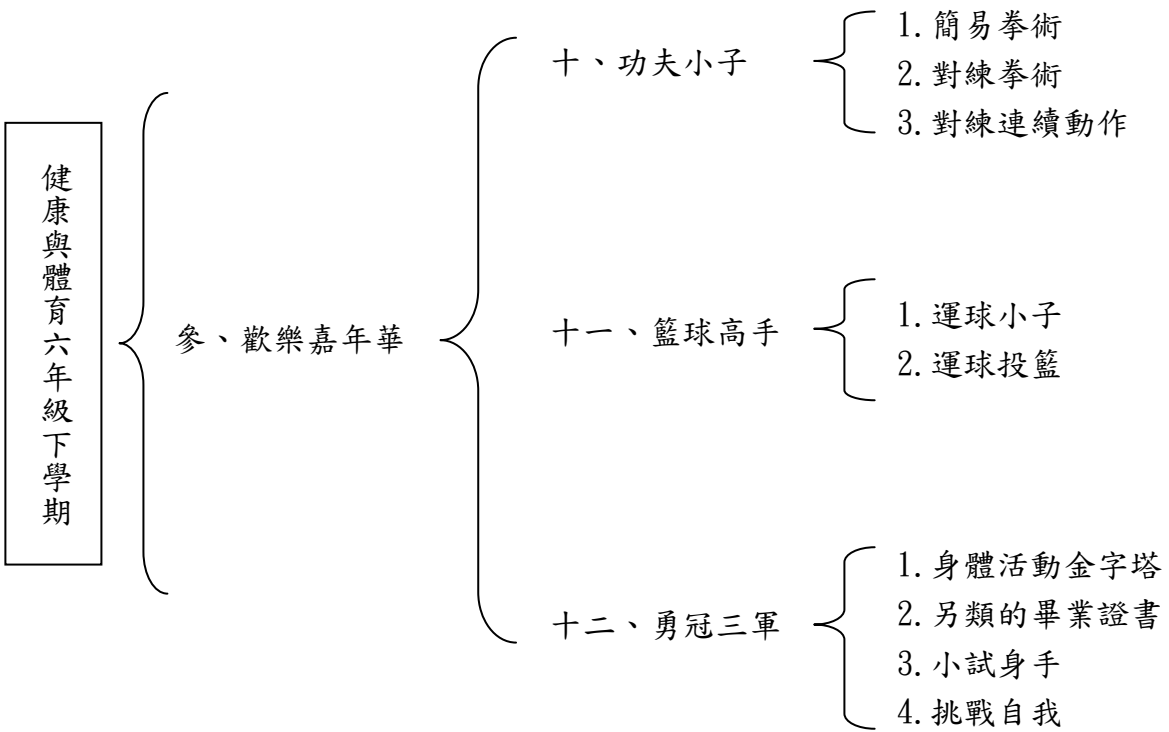 健康與體育六年級下學期
參、歡樂嘉年華
十、功夫小子
1.簡易拳術
2.對練拳術
3.對練連續動作
十一、籃球高手
1.運球小子
2.運球投籃
十二、勇冠三軍
1.身體活動金字塔
2.另類的畢業證書
3.小試身手
4.挑戰自我